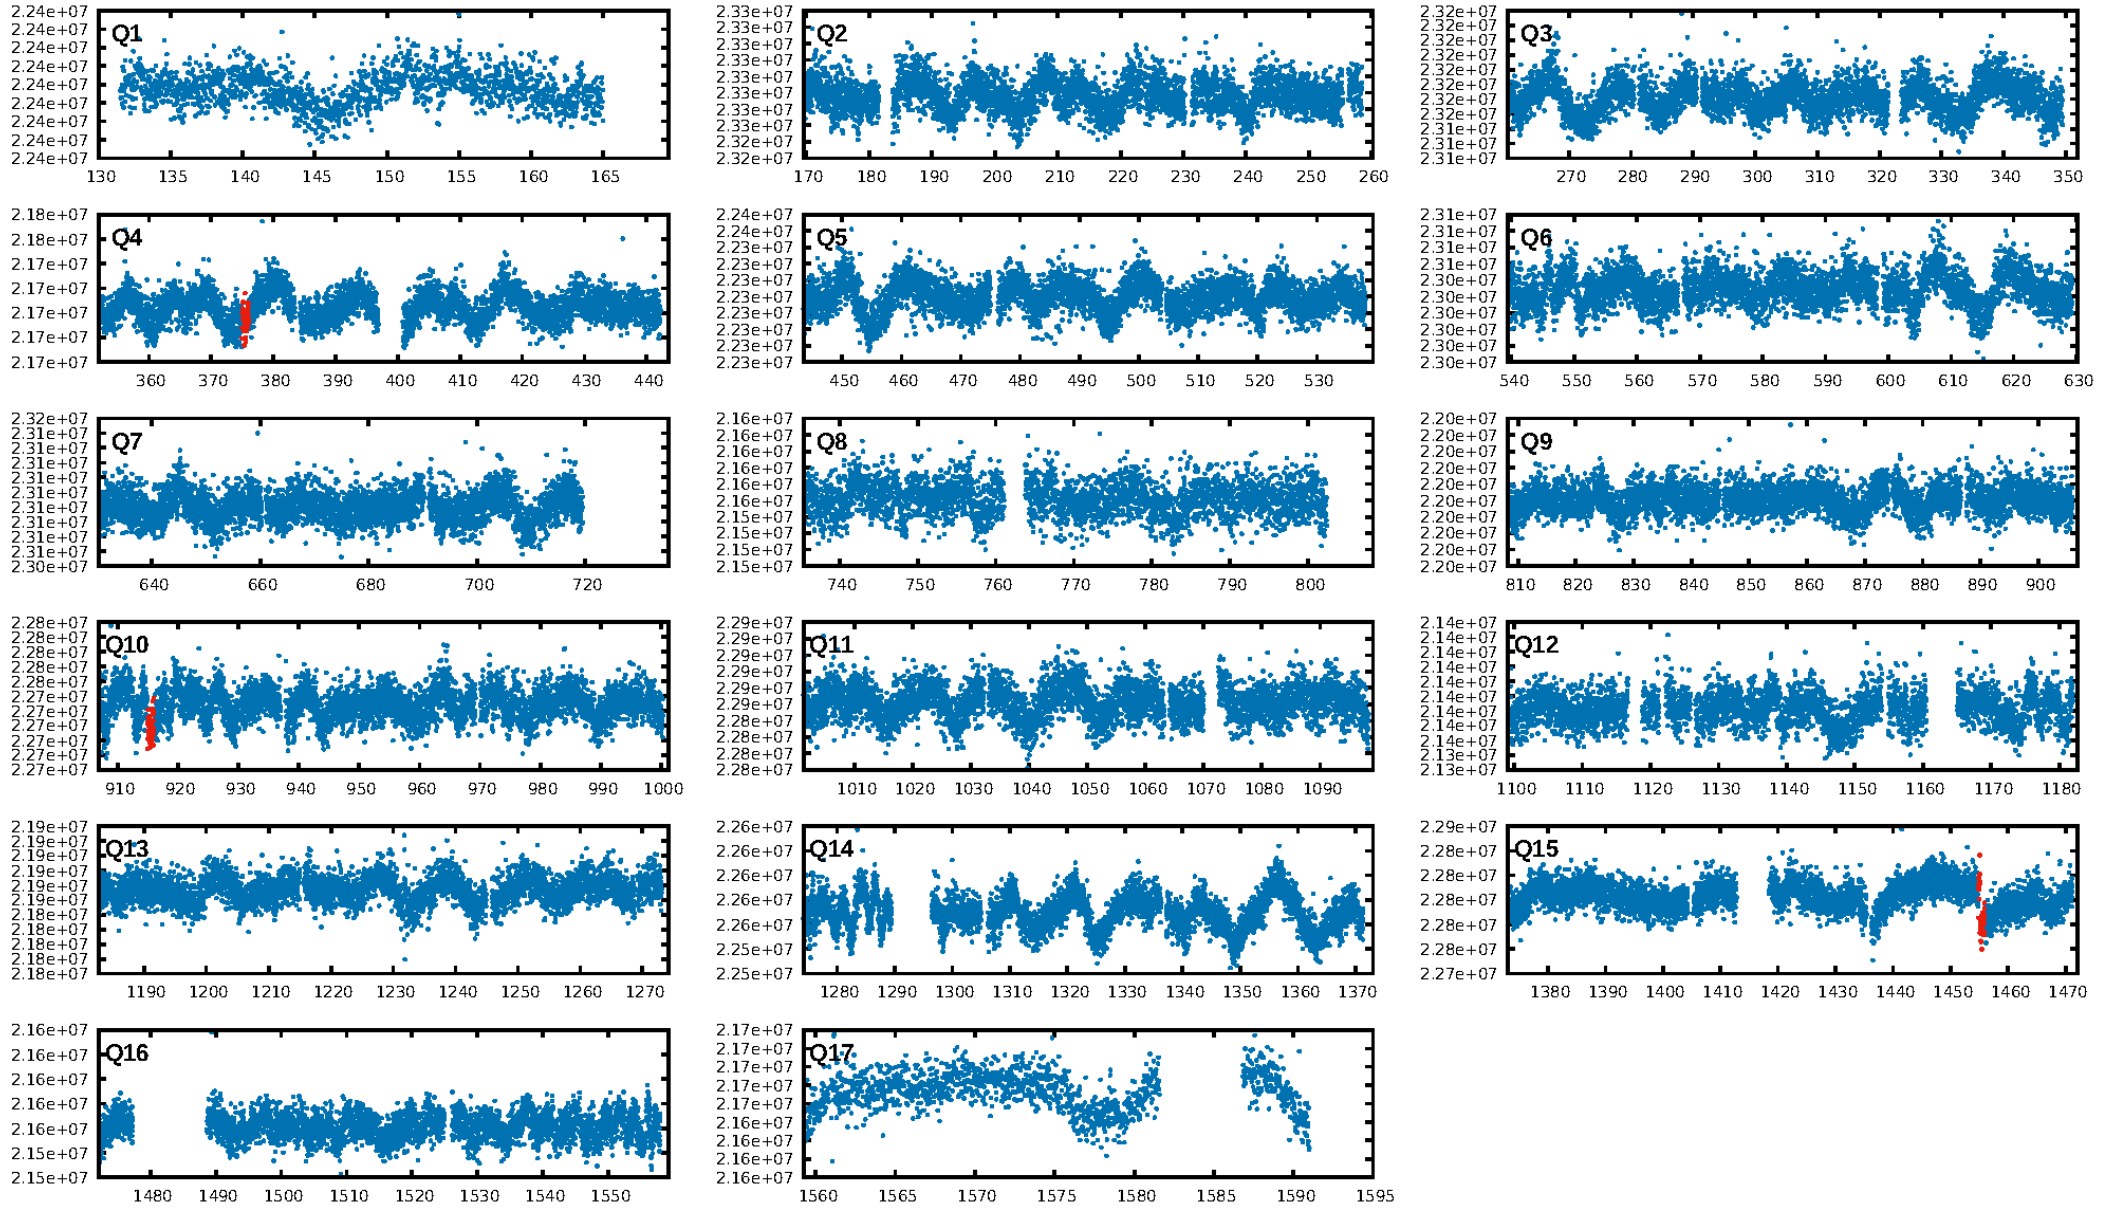 Q1
2.24e+07
2.24e+07
2.24e+07
2.24e+07
2.24e+07
2.24e+07
2.24e+07
2.24e+07
2.24e+07
130 135 140 145 150 155 160 165
Q2
2.33e+07
2.33e+07
2.33e+07
2.33e+07
2.33e+07
2.33e+07
2.33e+07
2.33e+07
2.33e+07
2.32e+07
170 180 190 200 210 220 230 240 250 260
Q3
2.32e+07
2.32e+07
2.32e+07
2.32e+07
2.32e+07
2.32e+07
2.32e+07
2.31e+07
2.31e+07
2.31e+07
270 280 290 300 310 320 330 340 350
Q4
2.18e+07
2.18e+07
2.17e+07
2.17e+07
2.17e+07
2.17e+07
2.17e+07
360 370 380 390 400 410 420 430 440
Q5
2.24e+07
2.24e+07
2.23e+07
2.23e+07
2.23e+07
2.23e+07
2.23e+07
2.23e+07
2.23e+07
2.23e+07
450 460 470 480 490 500 510 520 530
Q6
2.31e+07
2.31e+07
2.31e+07
2.31e+07
2.30e+07
2.30e+07
2.30e+07
2.30e+07
2.30e+07
2.30e+07
540 550 560 570 580 590 600 610 620 630
Q7
2.32e+07
2.31e+07
2.31e+07
2.31e+07
2.31e+07
2.31e+07
2.31e+07
2.31e+07
2.31e+07
2.31e+07
2.30e+07
640 660 680 700 720
Q8
2.16e+07
2.16e+07
2.16e+07
2.16e+07
2.16e+07
2.16e+07
2.15e+07
2.15e+07
2.15e+07
2.15e+07
740 750 760 770 780 790 800
Q9
2.20e+07
2.20e+07
2.20e+07
2.20e+07
2.20e+07
2.20e+07
2.20e+07
2.20e+07
2.20e+07
2.20e+07
810 820 830 840 850 860 870 880 890 900
Q10
2.28e+07
2.28e+07
2.28e+07
2.28e+07
2.28e+07
2.27e+07
2.27e+07
2.27e+07
2.27e+07
2.27e+07
2.27e+07
910 920 930 940 950 960 970 980 990 1000
Q11
2.29e+07
2.29e+07
2.29e+07
2.29e+07
2.29e+07
2.29e+07
2.28e+07
2.28e+07
2.28e+07
2.28e+07
1010 1020 1030 1040 1050 1060 1070 1080 1090
Q12
2.14e+07
2.14e+07
2.14e+07
2.14e+07
2.14e+07
2.14e+07
2.14e+07
2.14e+07
2.14e+07
2.13e+07
2.13e+07
1100 1110 1120 1130 1140 1150 1160 1170 1180
Q13
2.19e+07
2.19e+07
2.19e+07
2.19e+07
2.19e+07
2.19e+07
2.18e+07
2.18e+07
2.18e+07
2.18e+07
2.18e+07
1190 1200 1210 1220 1230 1240 1250 1260 1270
Q14
2.26e+07
2.26e+07
2.26e+07
2.26e+07
2.26e+07
2.25e+07
2.25e+07
1280 1290 1300 1310 1320 1330 1340 1350 1360 1370
Q15
2.29e+07
2.28e+07
2.28e+07
2.28e+07
2.28e+07
2.28e+07
2.27e+07
1380 1390 1400 1410 1420 1430 1440 1450 1460 1470
Q16
2.16e+07
2.16e+07
2.16e+07
2.16e+07
2.16e+07
2.15e+07
2.15e+07
1480 1490 1500 1510 1520 1530 1540 1550
Q17
2.17e+07
2.17e+07
2.17e+07
2.17e+07
2.17e+07
2.16e+07
2.16e+07
2.16e+07
2.16e+07
1560 1565 1570 1575 1580 1585 1590 1595